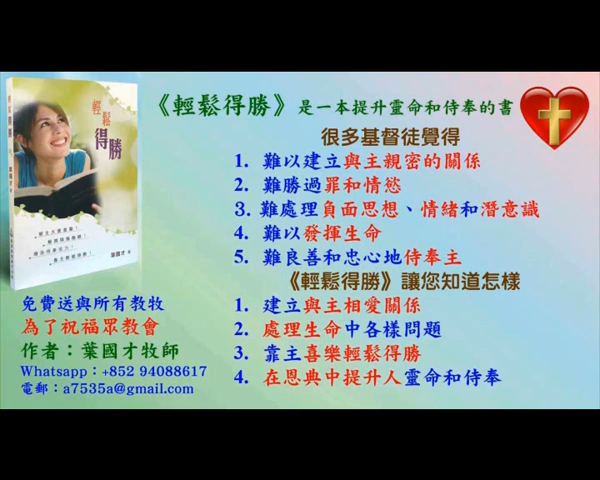 《輕鬆得勝》是一本提升靈命和侍奉的書
很多基督徒覺得
1. 難以建立與主親密的關係
2. 難勝過罪和情慾
3. 難處理負面思想、情緒和潛意識
4. 難以發揮生命
5. 難良善和忠心地侍奉主
《輕鬆得勝》讓您知道怎樣
1. 建立與主相愛關係
2. 處理生命中各樣問題
3. 靠主喜樂輕鬆得勝
4. 在恩典中提升人靈命和侍奉
輕鬆
得勝
葉國才
輕鬆得勝
免費送與所有教牧
為了祝福眾教會
作者：葉國才牧師
Whatsapp：+852 94088617
電郵：a7535a@gmail.com